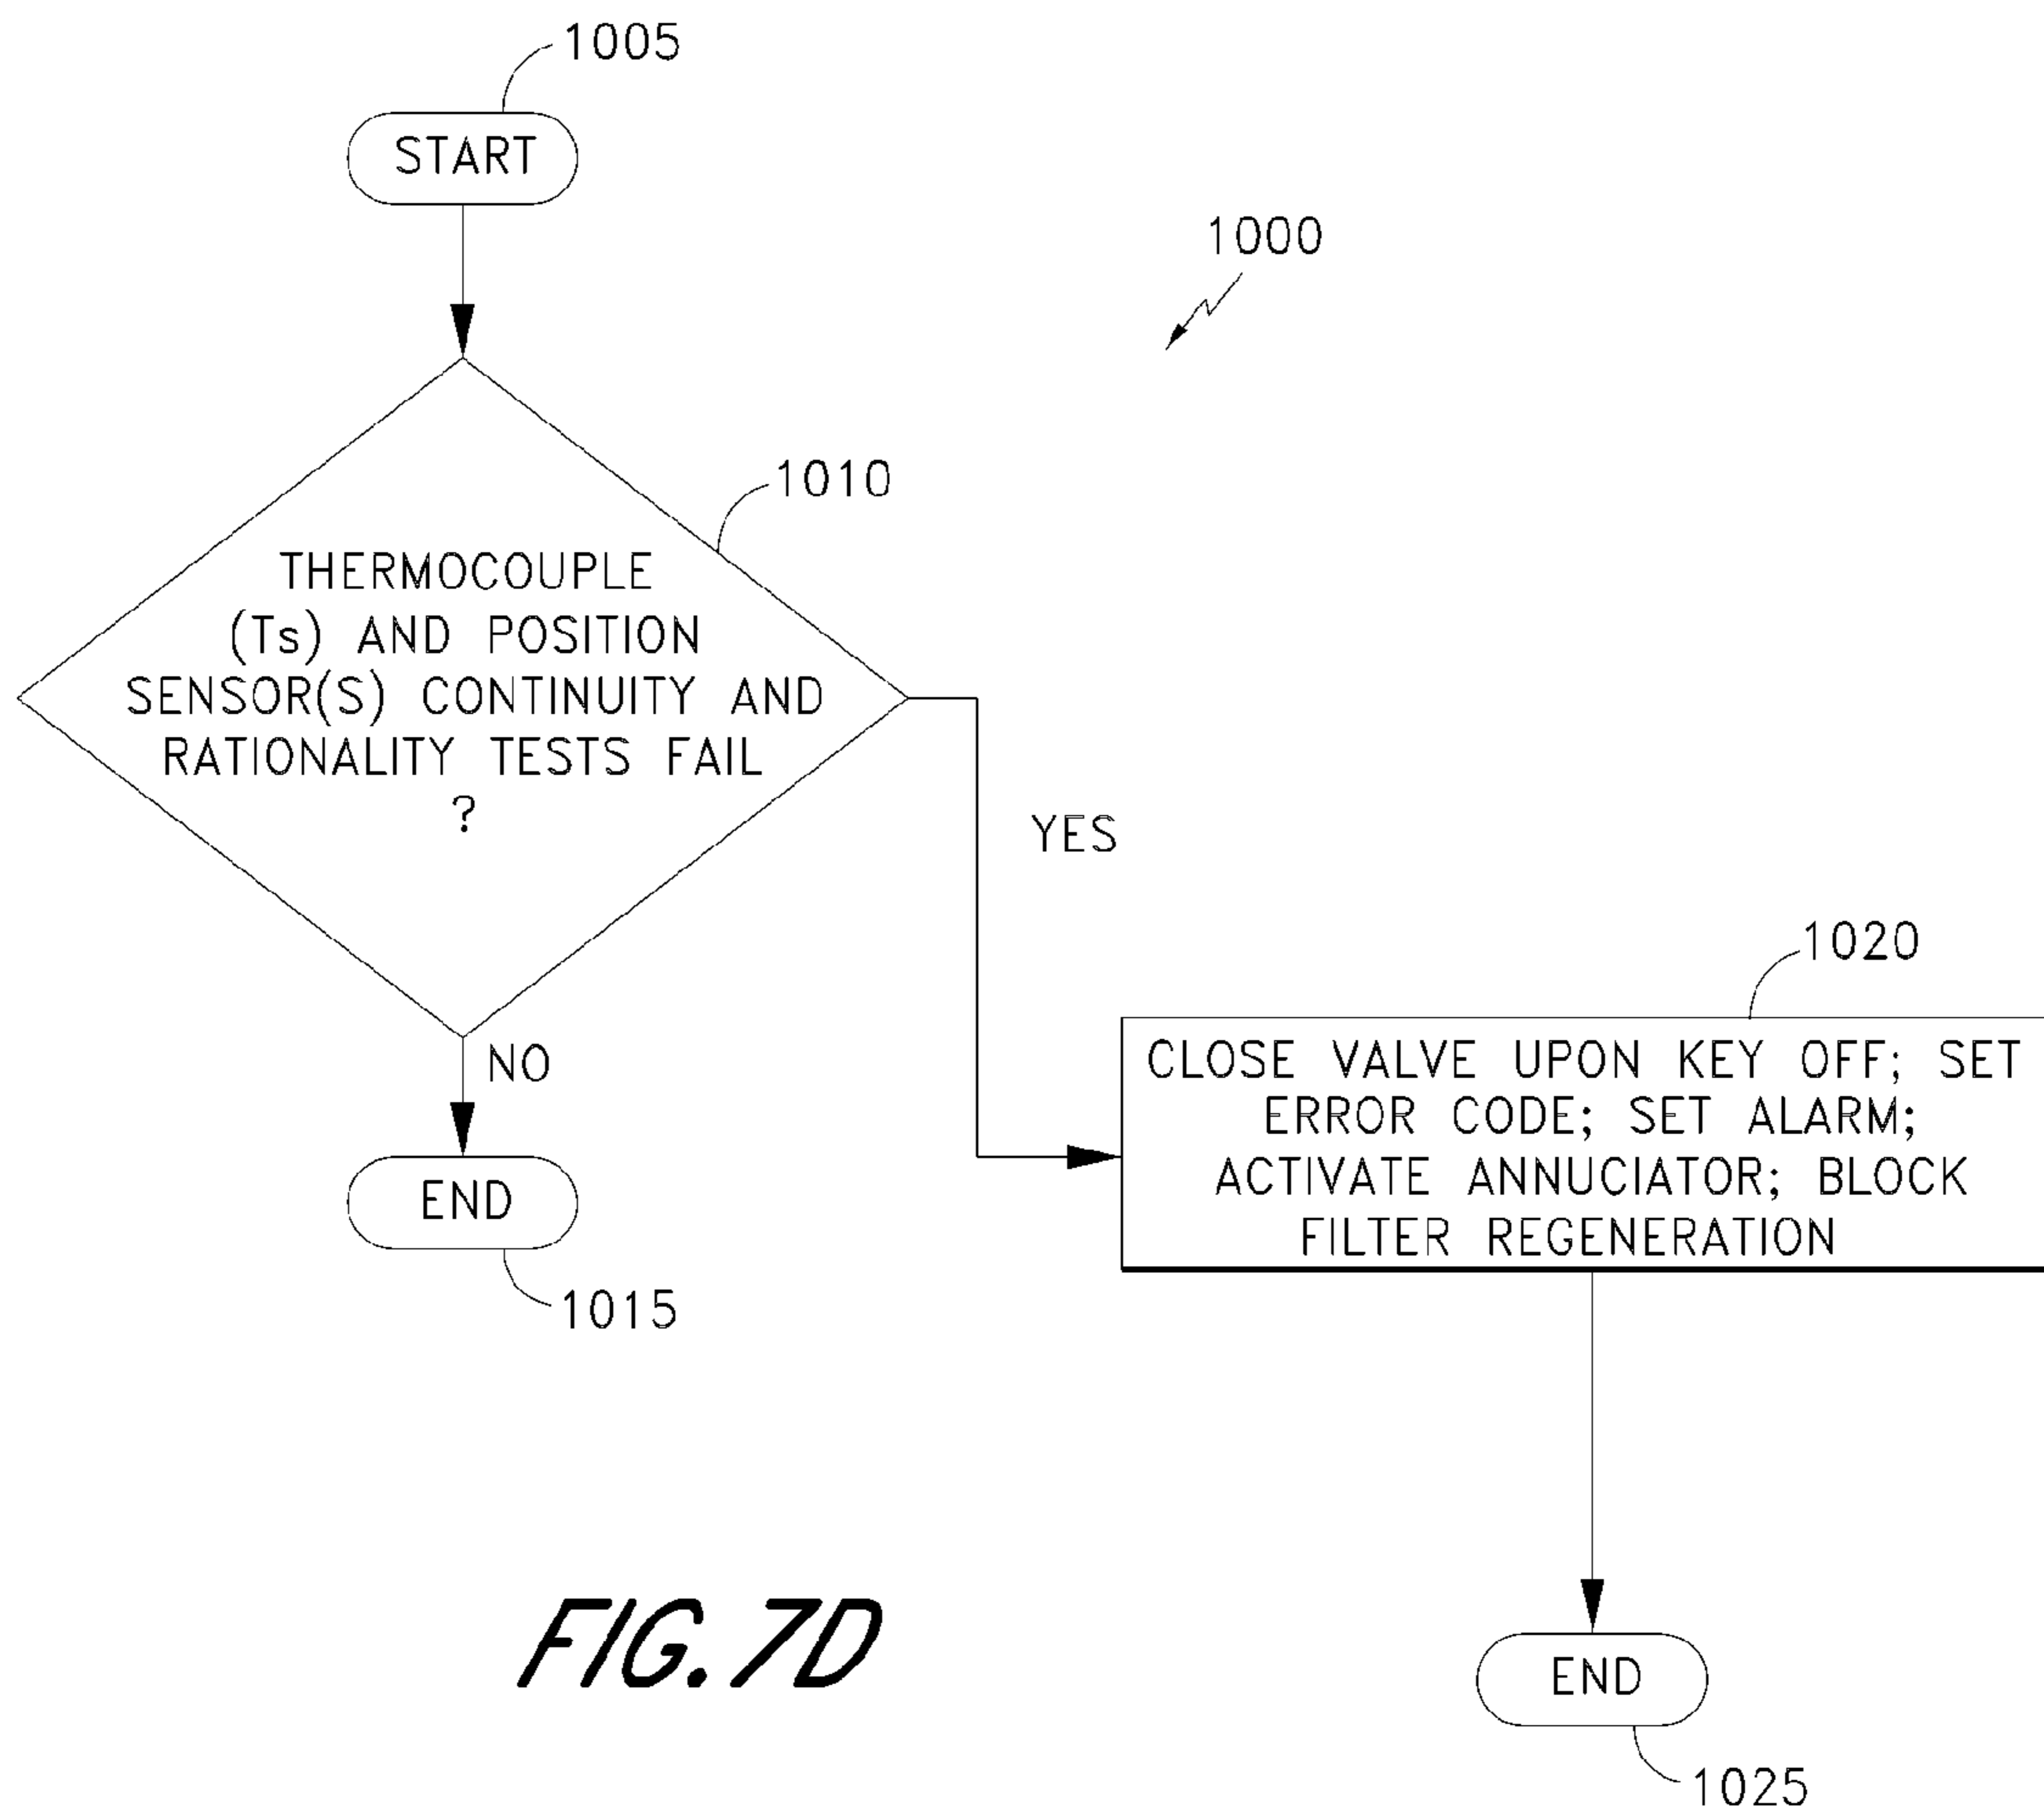 1005
START
1000
1010
THERMOCOUPLE
(Ts) AND POSITION
SENSOR(S) CONTINUITY AND
RATIONALITY TESTS FAIL
?
YES
NO
END
1015
1020
CLOSE VALVE UPON KEY OFF; SET
ERROR CODE; SET ALARM;
ACTIVATE ANNUCIATOR; BLOCK
FILTER REGENERATION
END
1025
FIG. 7D